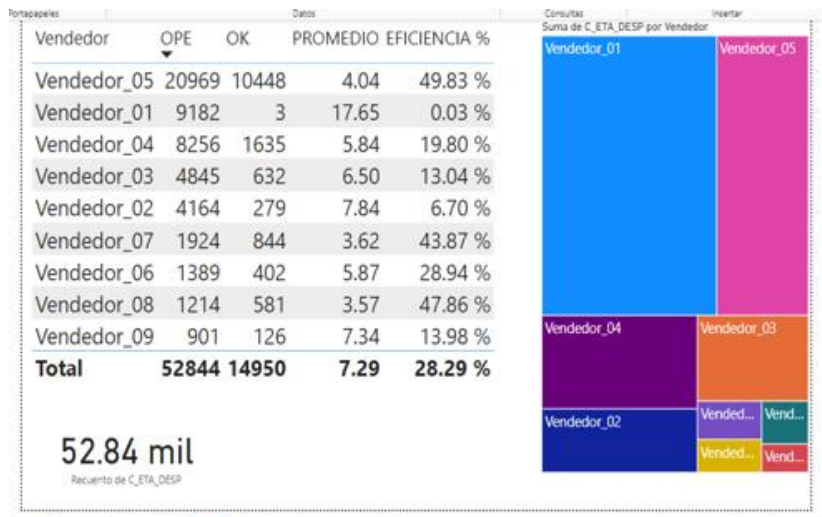 Portapapeles Datos Consultas Insertar
Vendedor OPE OK PROMEDIO EFICIENCIA %
Vendedor_05 20969 10448 4.04 49.83 %
Vendedor_01 9182 3 17.65 0.03 %
Vendedor_04 8256 1635 5.84 19.80 %
Vendedor_03 4845 632 6.50 13.04 %
Vendedor_02 4164 279 7.84 6.70 %
Vendedor_07 1924 844 3.62 43.87 %
Vendedor_06 1389 402 5.87 28.94 %
Vendedor_08 1214 581 3.57 47.86 %
Vendedor_09 901 126 7.34 13.98 %
Total 52844 14950 7.29 28.29 %
52.84 mil
Recuento de C_ETA_DESP
Suma de C_ETA_DESP por Vendedor
Vendedor_01 Vendedor_05
Vendedor_04 Vendedor_03
Vendedor_02 Vended... Vend...
Vended... Vend...